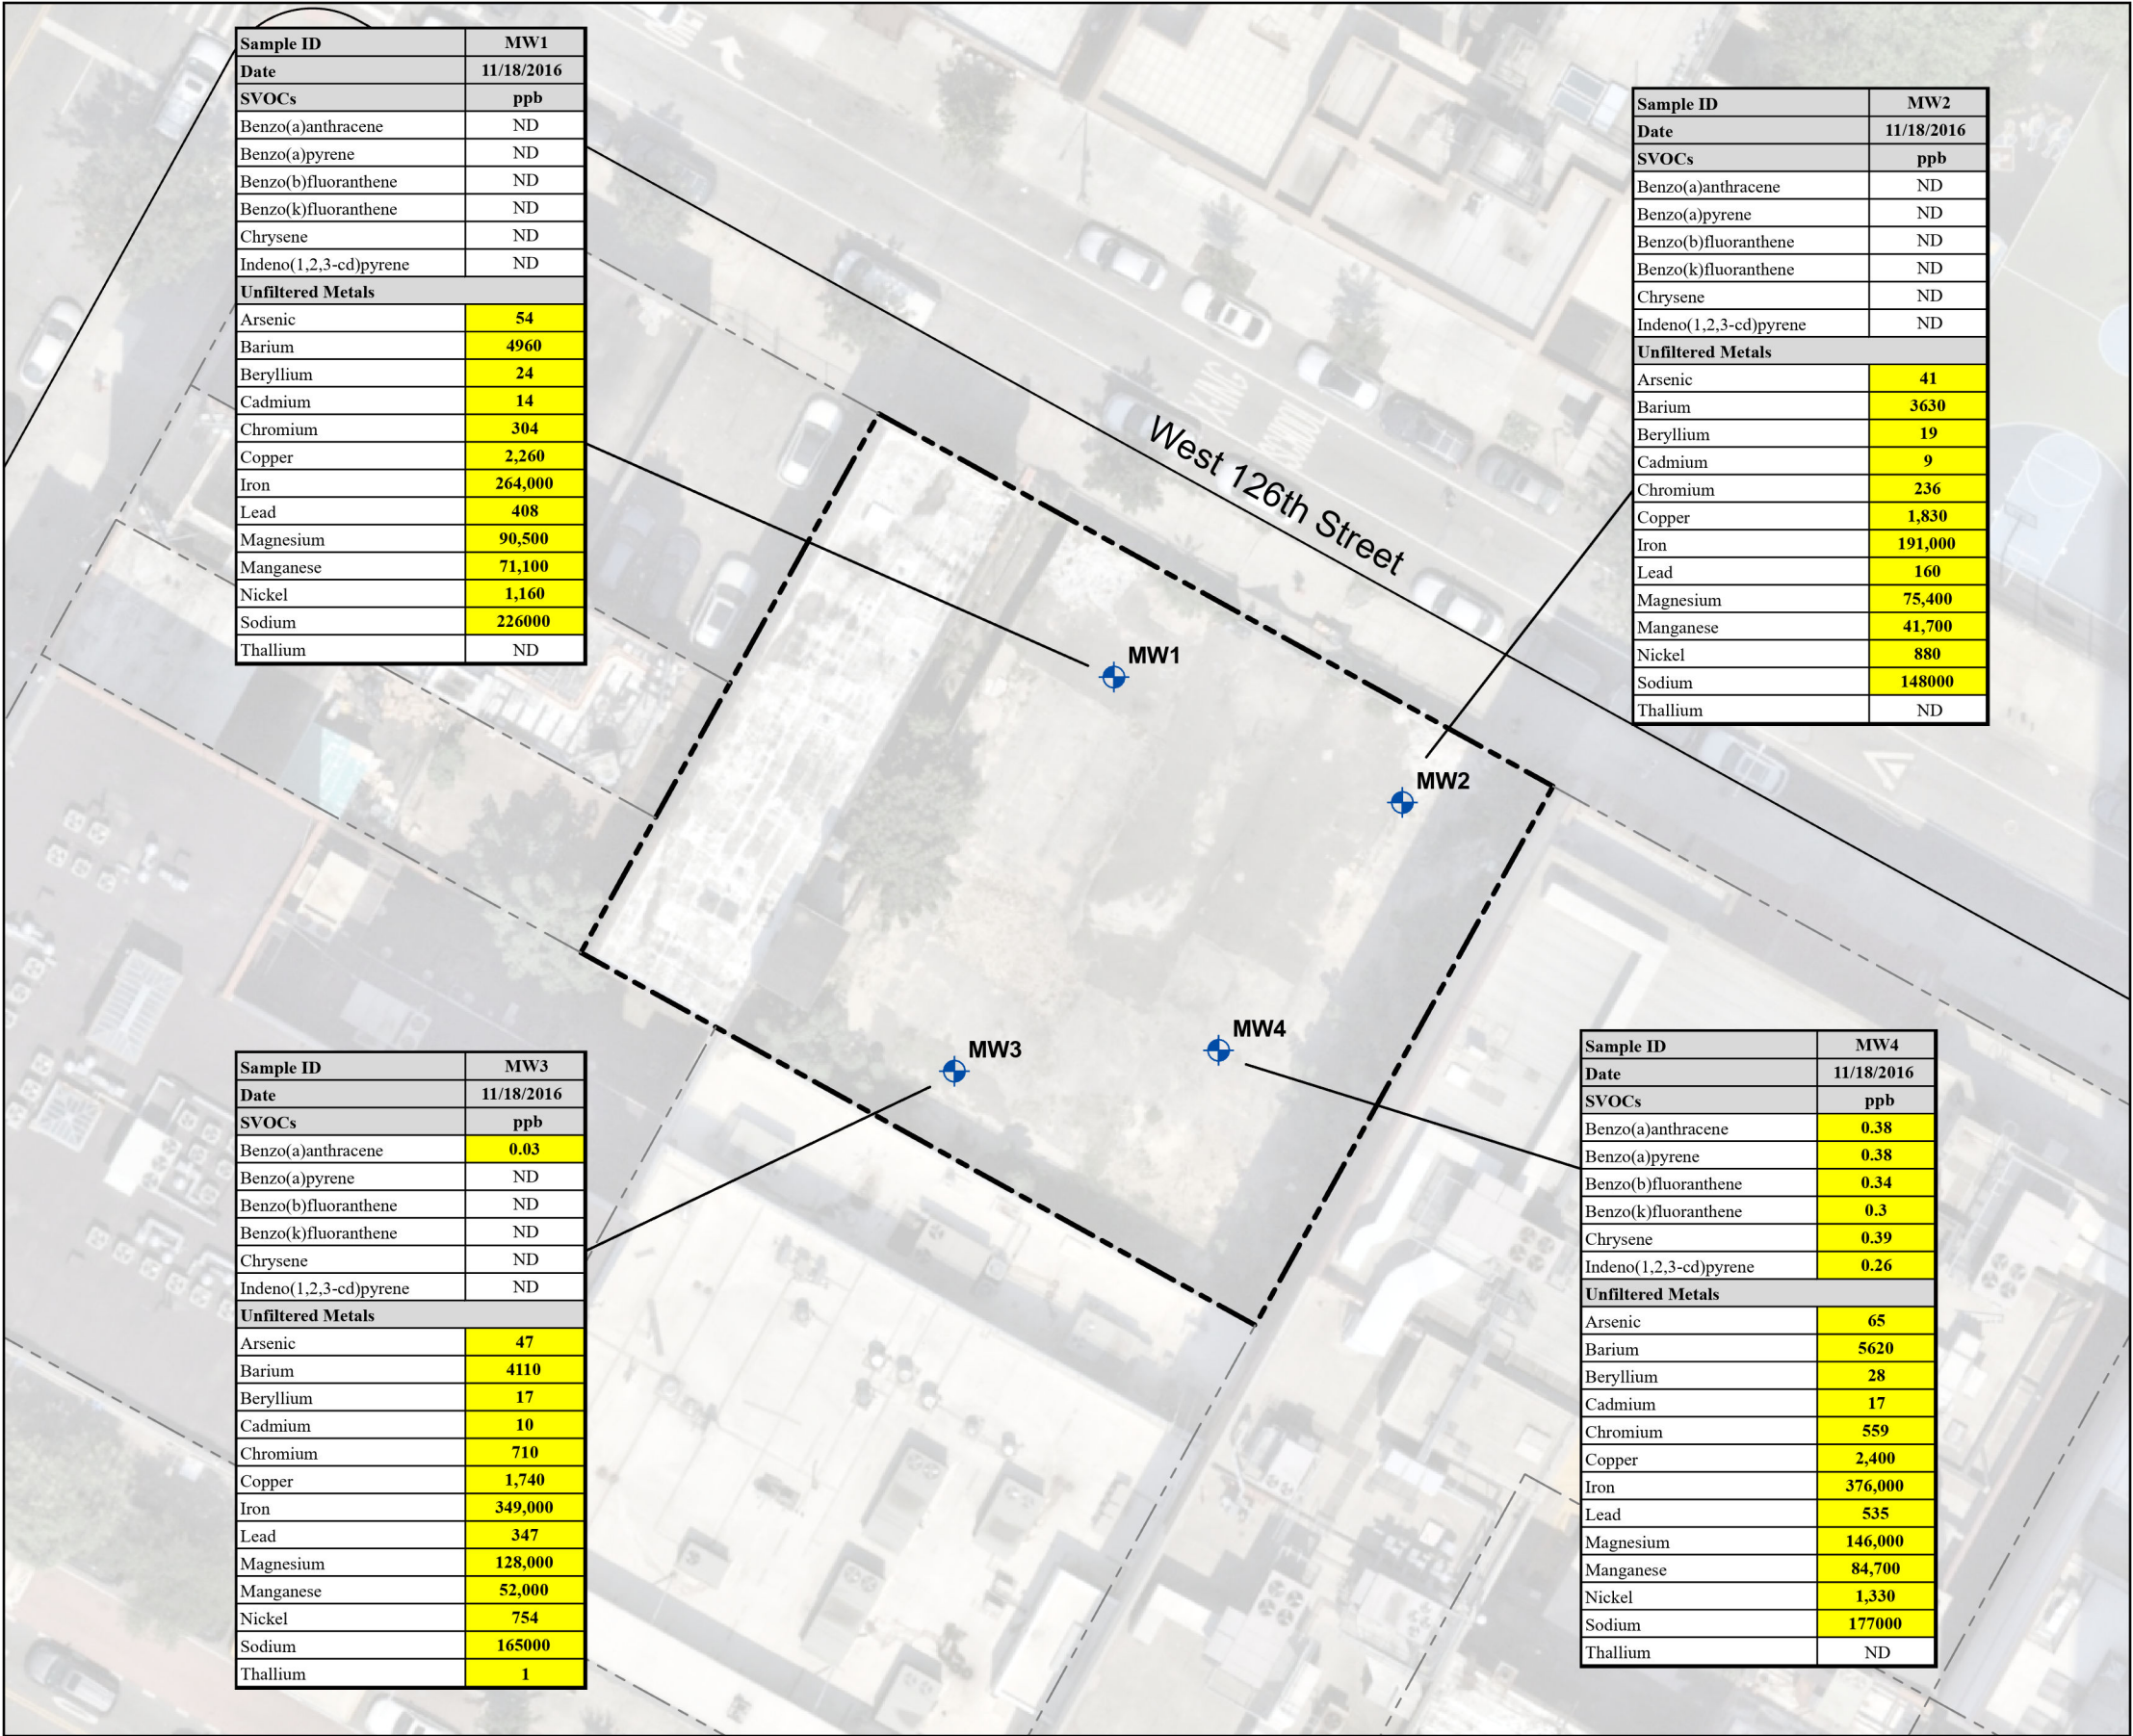 Sample ID MW1
Date 11/18/2016
SVOCs ppb
Benzo(a)anthracene ND
Benzo(a)pyrene ND
Benzo(b)fluoranthene ND
Benzo(k)fluoranthene ND
Chrysene ND
Indeno(1,2,3-cd)pyrene ND
Unfiltered Metals
Arsenic 54
Barium 4960
Beryllium 24
Cadmium 14
Chromium 304
Copper 2,260
Iron 264,000
Lead 408
Magnesium 90,500
Manganese 71,100
Nickel 1,160
Sodium 226000
Thallium ND
Sample ID MW2
Date 11/18/2016
SVOCs ppb
Benzo(a)anthracene ND
Benzo(a)pyrene ND
Benzo(b)fluoranthene ND
Benzo(k)fluoranthene ND
Chrysene ND
Indeno(1,2,3-cd)pyrene ND
Unfiltered Metals
Arsenic 41
Barium 3630
Beryllium 19
Cadmium 9
Chromium 236
Copper 1,830
Iron 191,000
Lead 160
Magnesium 75,400
Manganese 41,700
Nickel 880
Sodium 148000
Thallium ND
West 126th Street
MW1
MW2
MW4
MW3
Sample ID MW3
Date 11/18/2016
SVOCs ppb
Benzo(a)anthracene 0.03
Benzo(a)pyrene ND
Benzo(b)fluoranthene ND
Benzo(k)fluoranthene ND
Chrysene ND
Indeno(1,2,3-cd)pyrene ND
Unfiltered Metals
Arsenic 47
Barium 4110
Beryllium 17
Cadmium 10
Chromium 710
Copper 1,740
Iron 349,000
Lead 347
Magnesium 128,000
Manganese 52,000
Nickel 754
Sodium 165000
Thallium 1
Sample ID MW4
Date 11/18/2016
SVOCs ppb
Benzo(a)anthracene 0.38
Benzo(a)pyrene 0.38
Benzo(b)fluoranthene 0.34
Benzo(k)fluoranthene 0.3
Chrysene 0.39
Indeno(1,2,3-cd)pyrene 0.26
Unfiltered Metals
Arsenic 65
Barium 5620
Beryllium 28
Cadmium 17
Chromium 559
Copper 2,400
Iron 376,000
Lead 535
Magnesium 146,000
Manganese 84,700
Nickel 1,330
Sodium 177000
Thallium ND